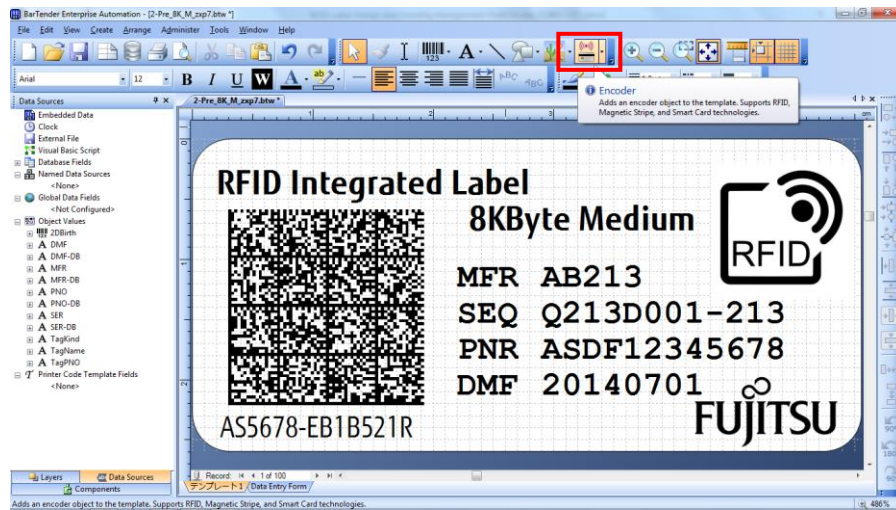 BarTender Enterprise Automation - [2-Pre_8K_M_zxp7.btw *]
File Edit View Create Arrange Administer Tools Window Help
Arial 12 B I U W A ab ABC ABC
Encoder
Adds an encoder object to the template. Supports RFID,
Magnetic Stripe, and Smart Card technologies.
Data Sources
2-Pre_8K_M_zxp7.btw *
Embedded Data
Clock
External File
Visual Basic Script
Database Fields
Named Data Sources
<None>
Global Data Fields
<Not Configured>
Object Values
2DBirth
A DMF
A DMF-DB
A MFR
A MFR-DB
A PNO
A PNO-DB
A SER
A SER-DB
A TagKind
A TagName
A TagPNO
Printer Code Template Fields
<None>
RFID Integrated Label
8KByte Medium
RFID
MFR AB213
SEQ Q213D001-213
PNR ASDF12345678
DMF 20140701
AS5678-EB1B521R
FUJITSU
Layers Data Sources
Components
Record: 1 of 100
テンプレート1 Data Entry Form
Adds an encoder object to the template. Supports RFID, Magnetic Stripe, and Smart Card technologies.
486%